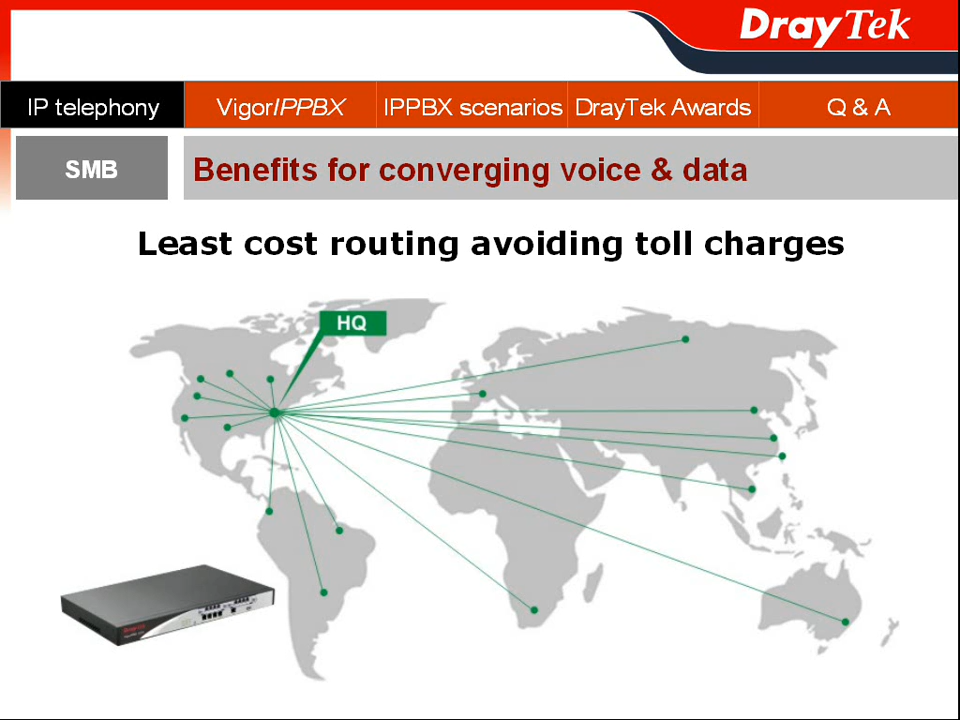 DrayTek
IP telephony
VigorIPPBX
IPPBX scenarios
DrayTek Awards
Q & A
SMB
Benefits for converging voice & data
Least cost routing avoiding toll charges
HQ
DrayTek